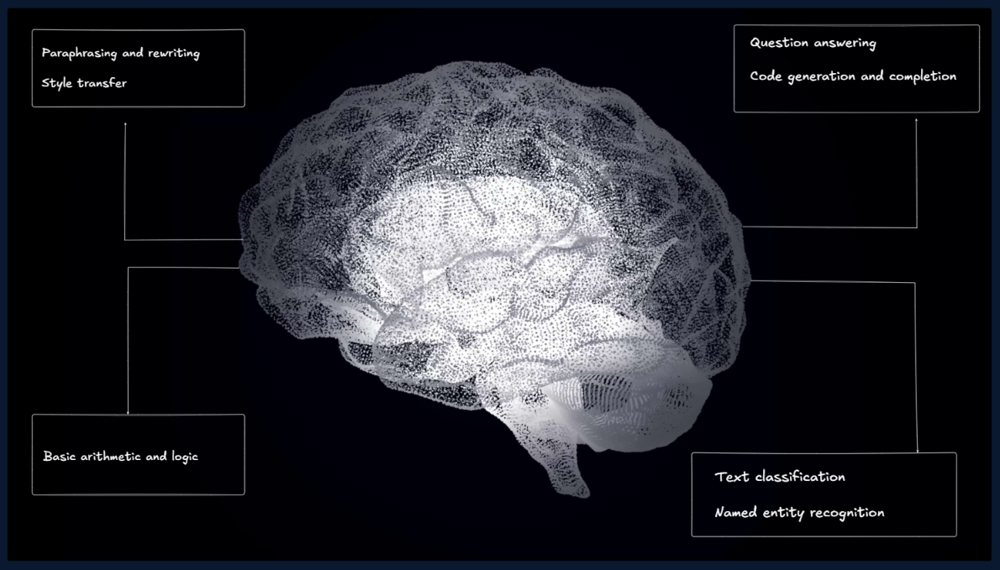 Paraphrasing and rewriting
Style transfer
Question answering
Code generation and completion
Basic arithmetic and logic
Text classification
Named entity recognition